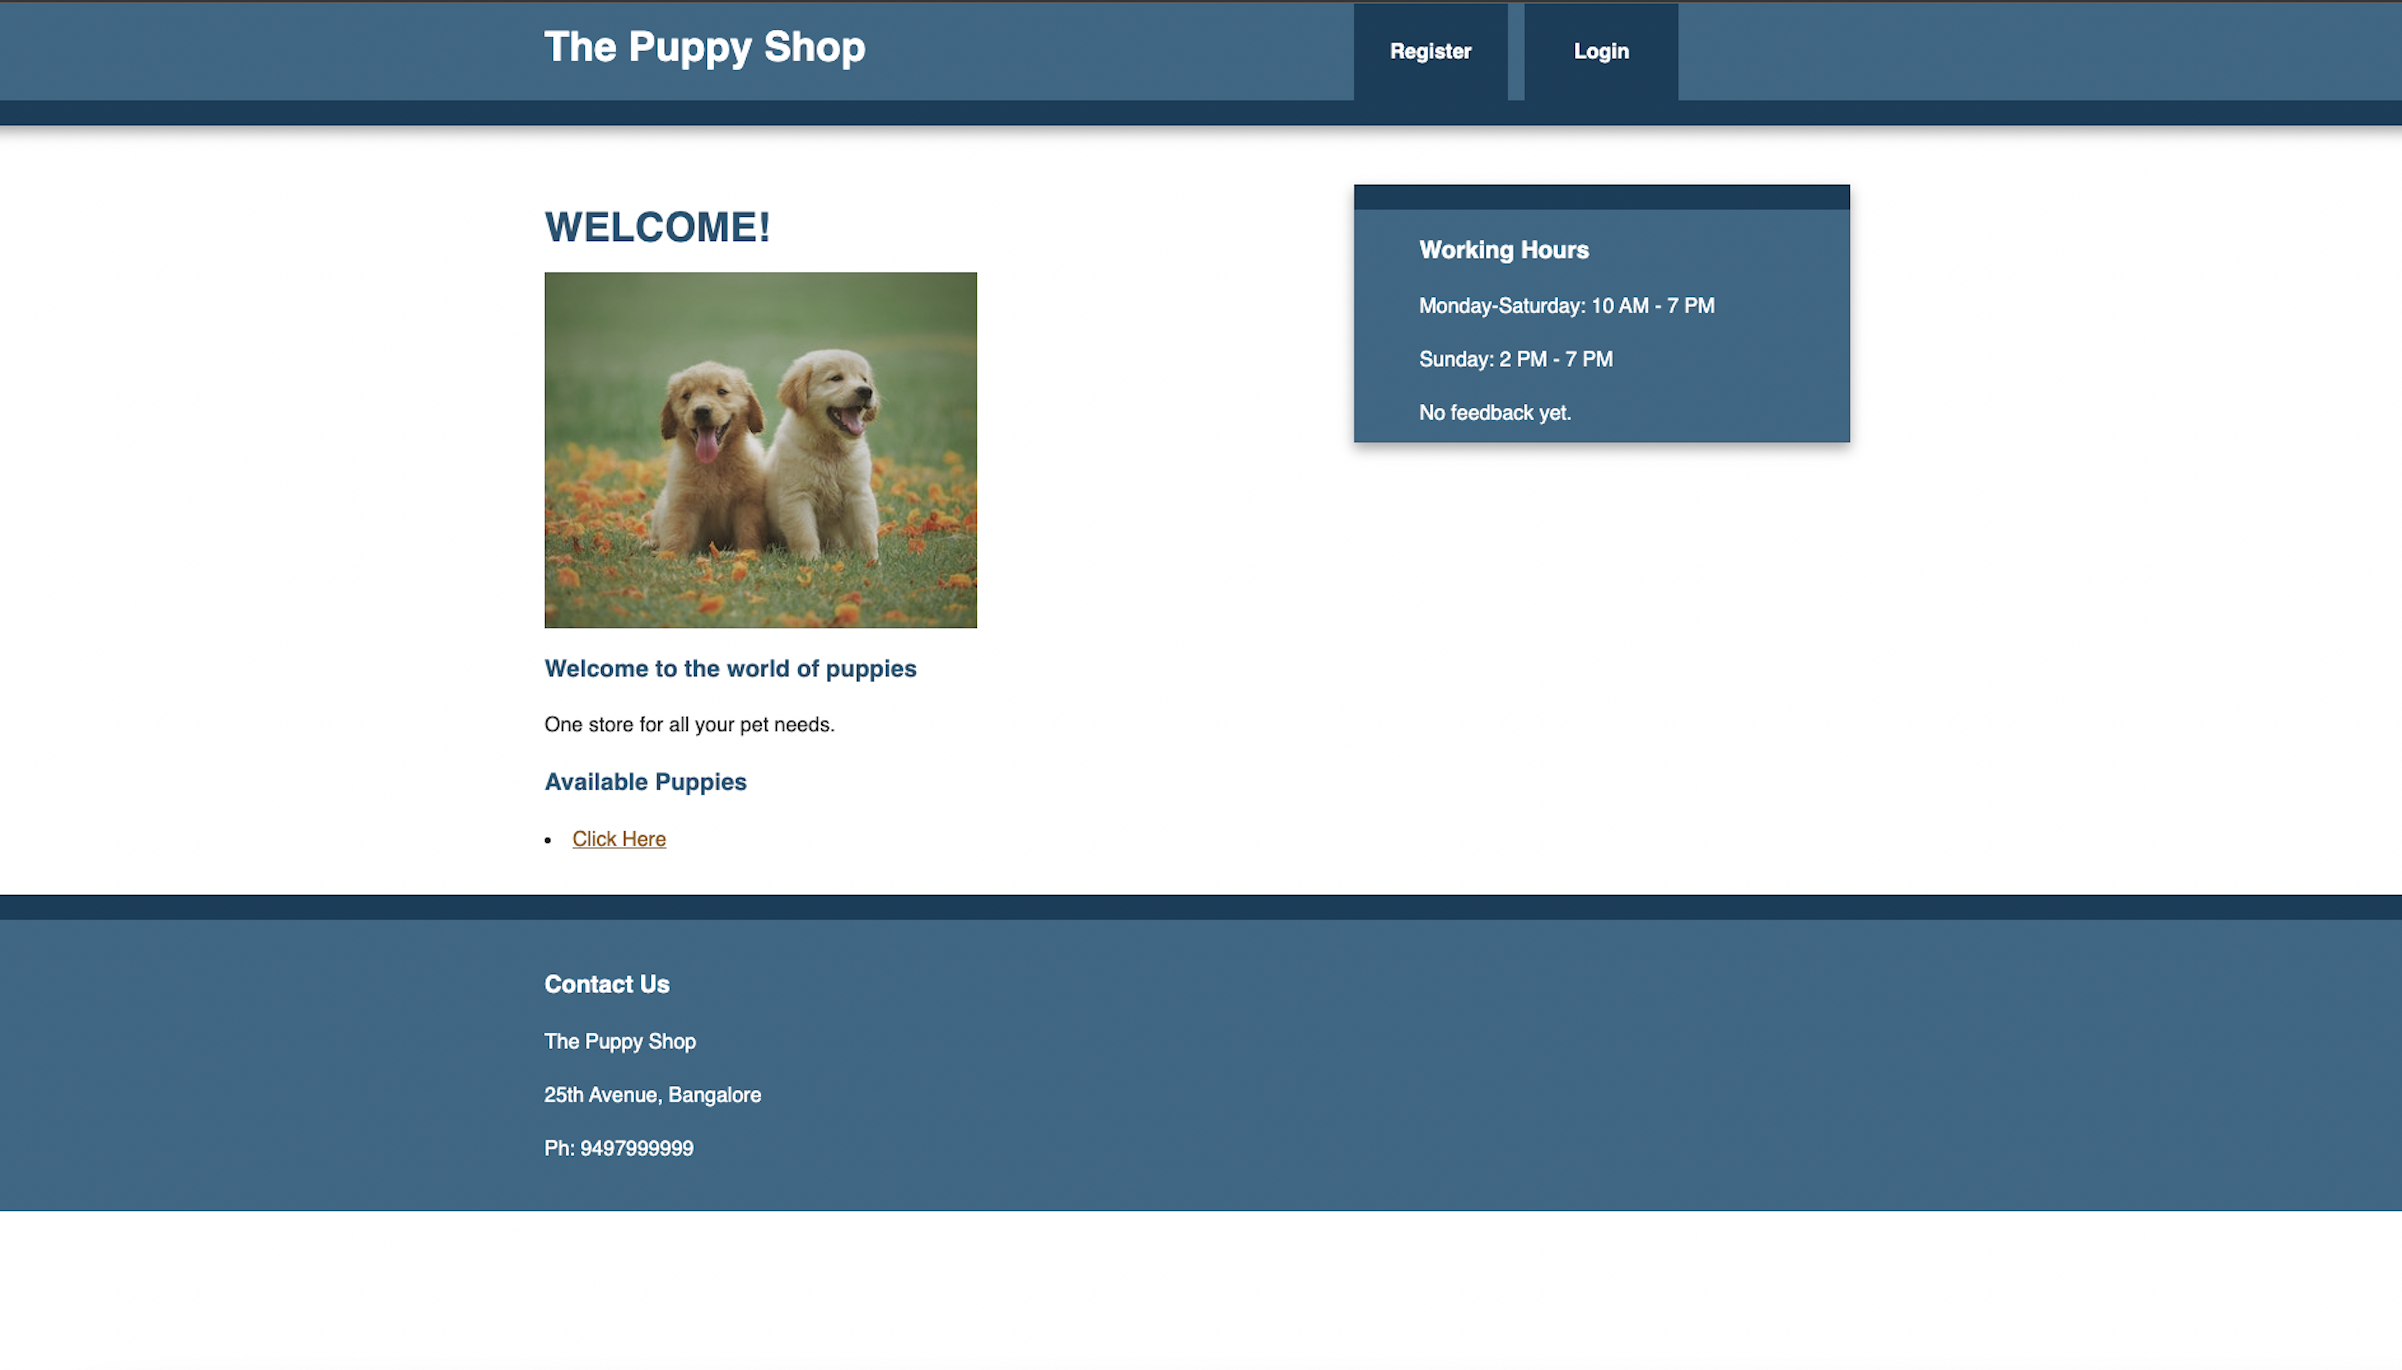 The Puppy Shop
Register
Login
WELCOME!
Working Hours
Monday-Saturday: 10 AM - 7 PM
Sunday: 2 PM - 7 PM
No feedback yet.
Welcome to the world of puppies
One store for all your pet needs.
Available Puppies
Click Here
Contact Us
The Puppy Shop
25th Avenue, Bangalore
Ph: 9497999999